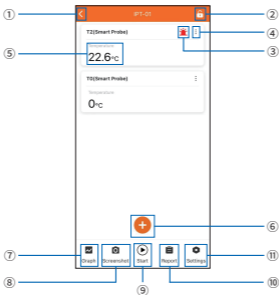 ①
IPT-01
②
T2(Smart Probe)
③
④
⑤
Temperature
22.6°C
T0(Smart Probe)
Temperature
0°C
⑥
⑦
Graph
Screenshot
Start
Report
Settings
⑪
⑧
⑨
⑩